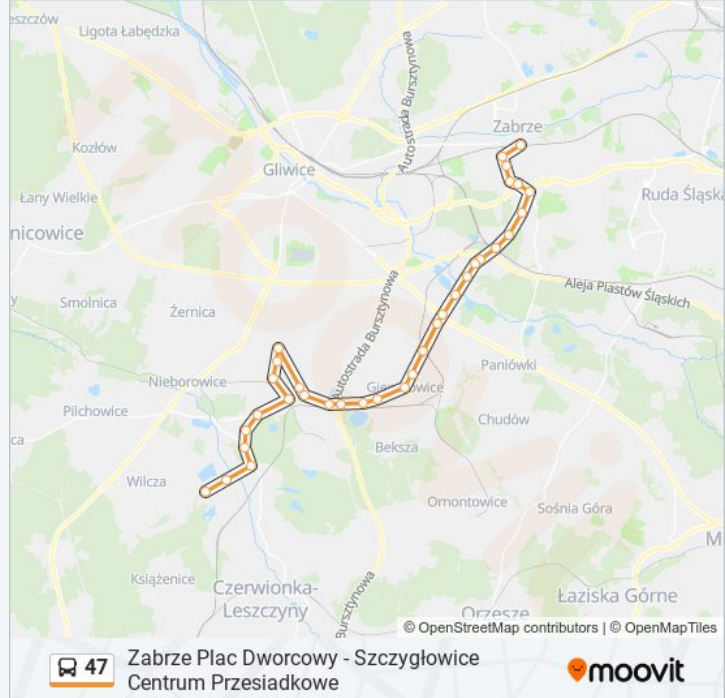 eszczów
Ligota Łabędzka
Autostrada Bursztynowa
Zabrze
Kozłów
Gliwice
Łany Wielkie
Ruda Śląska
nicowice
Aleja Piastów Śląskich
Smolnica
Żernica
Autostrada Bursztynowa
Nieborowice
Paniówki
Pilchowice
Chudów
ca
Beksza
Wilcza
Ornontowice
Sośnia Góra
M
Książenice
Czerwionka-
Leszczyny
Bursztynowa
Łaziska Górne
Orzesze
© OpenStreetMap contributors | © OpenMapTiles
47
Zabrze Plac Dworcowy - Szczygłowice
Centrum Przesiadkowe
moovit